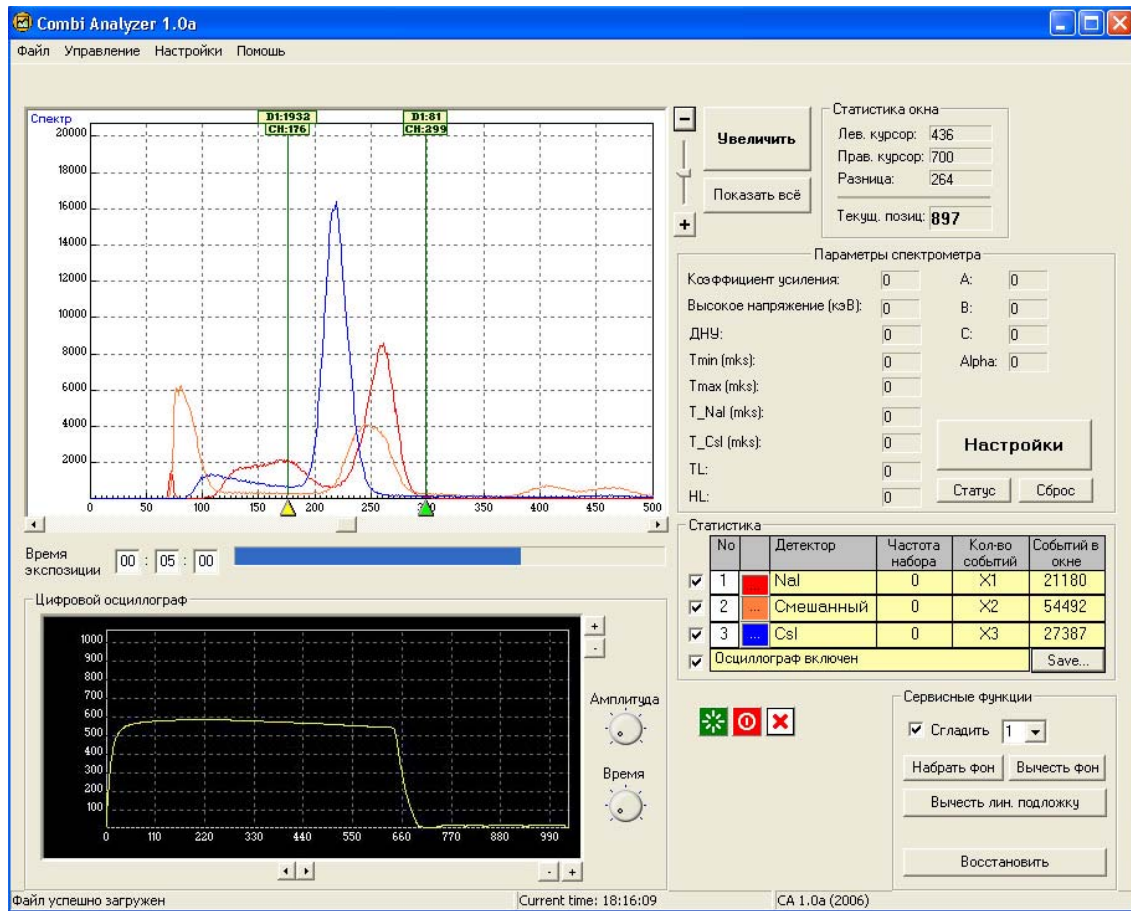 Combi Analyzer 1.0a
Файл Управление Настройки Помошь
Спектр
D1:1932
CH:176
D1:81
CH:299
20000
16000
14000
12000
10000
8000
6000
4000
2000
0 50 100 150 200 250 300 350 400 450 500
Увеличить
Показать всё
Статистика окна
Лев. курсор: 436
Прав. курсор: 700
Разница: 264
Текущ. позиц: 897
Параметры спектрометра
Коэффициент усиления: 0 A: 0
Высокое напряжение (кэВ): 0 B: 0
ДНУ: 0 C: 0
Tmin (mks): 0 Alpha: 0
Tmax (mks): 0
T_NaI (mks): 0
T_CsI (mks): 0
TL: 0
HL: 0
Настройки
Статус Сброс
Время экспозиции 00 : 05 : 00
Статистика
No Детектор Частота набора Кол-во событий Событий в окне
1 ... NaI 0 X1 21180
2 ... Смешанный 0 X2 54492
3 ... CsI 0 X3 27387
Осциллограф включен Save...
Цифровой осциллограф
1000
900
800
700
600
500
400
300
200
100
0 110 220 330 440 550 660 770 880 990
+
-
Амплитуда
Время
- +
Сервисные функции
Сгладить 1
Набрать фон Вычесть фон
Вычесть лин. подложку
Восстановить
Файл успешно загружен Current time: 18:16:09 CA 1.0a (2006)